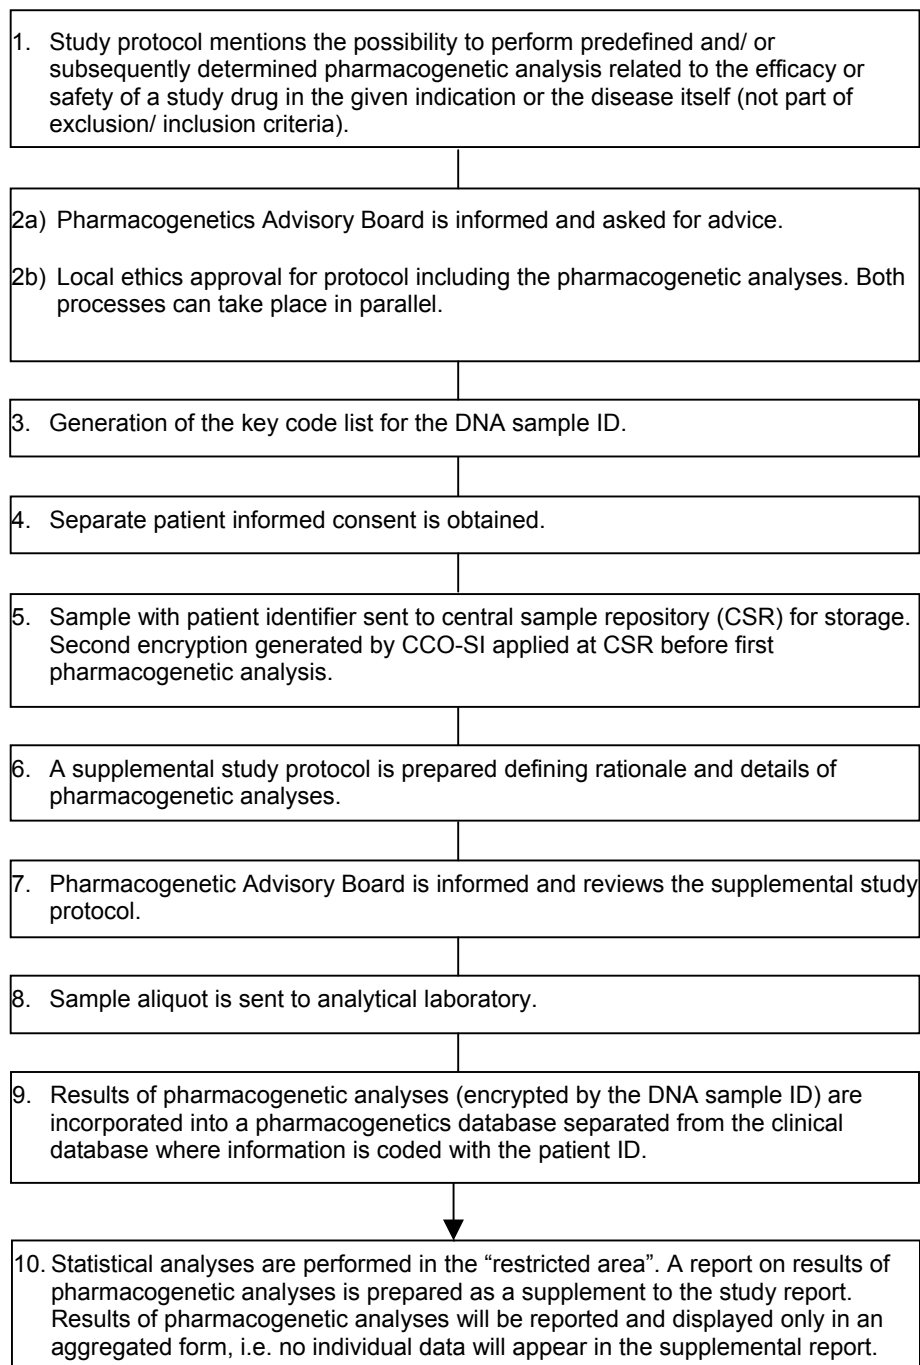 1. Study protocol mentions the possibility to perform predefined and/ or
subsequently determined pharmacogenetic analysis related to the efficacy or
safety of a study drug in the given indication or the disease itself (not part of
exclusion/ inclusion criteria).
2a) Pharmacogenetics Advisory Board is informed and asked for advice.
2b) Local ethics approval for protocol including the pharmacogenetic analyses. Both
processes can take place in parallel.
3. Generation of the key code list for the DNA sample ID.
4. Separate patient informed consent is obtained.
5. Sample with patient identifier sent to central sample repository (CSR) for storage.
Second encryption generated by CCO-SI applied at CSR before first
pharmacogenetic analysis.
6. A supplemental study protocol is prepared defining rationale and details of
pharmacogenetic analyses.
7. Pharmacogenetic Advisory Board is informed and reviews the supplemental study
protocol.
8. Sample aliquot is sent to analytical laboratory.
9. Results of pharmacogenetic analyses (encrypted by the DNA sample ID) are
incorporated into a pharmacogenetics database separated from the clinical
database where information is coded with the patient ID.
10. Statistical analyses are performed in the “restricted area”. A report on results of
pharmacogenetic analyses is prepared as a supplement to the study report.
Results of pharmacogenetic analyses will be reported and displayed only in an
aggregated form, i.e. no individual data will appear in the supplemental report.